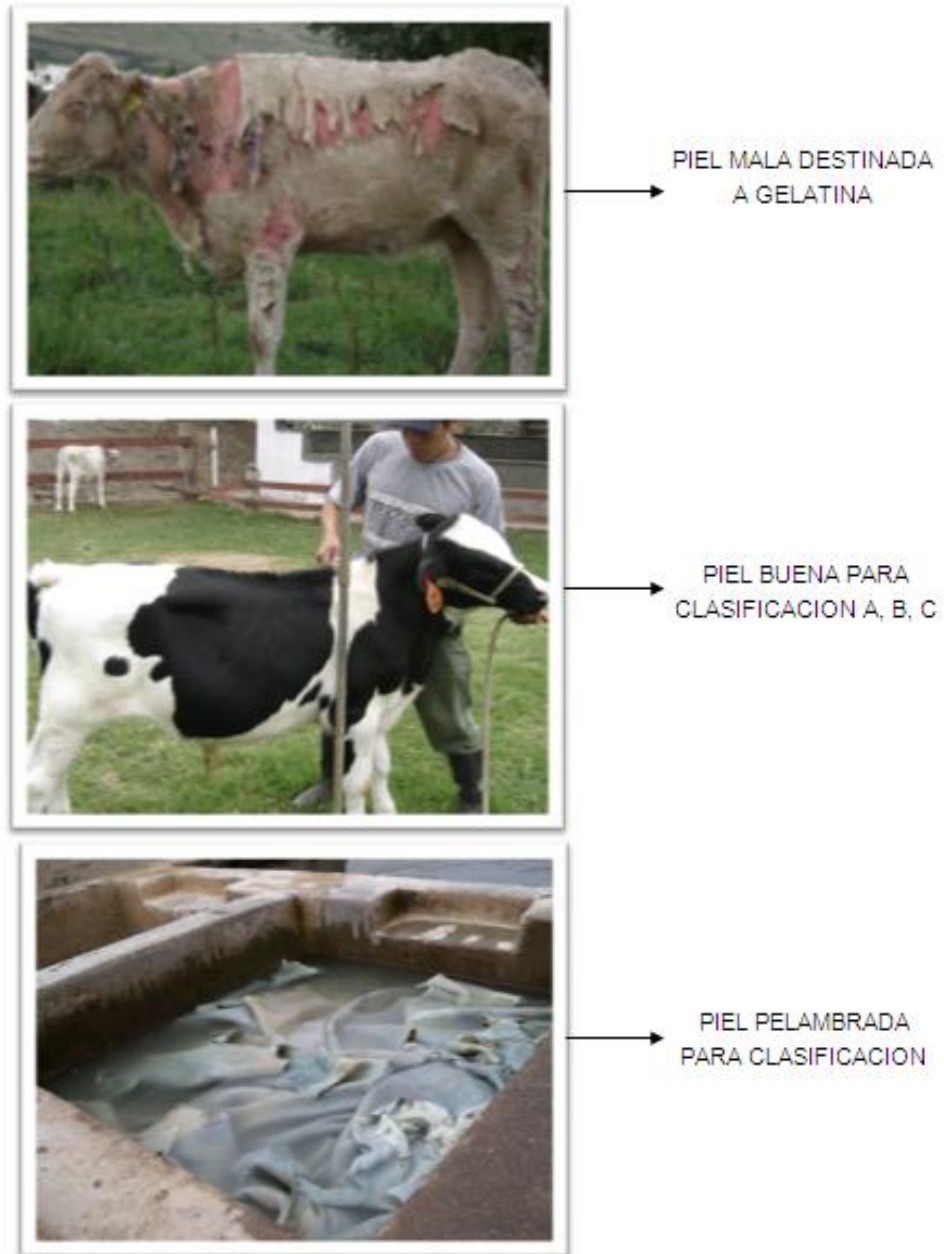 PIEL MALA DESTINADA
A GELATINA
PIEL BUENA PARA
CLASIFICACION A, B, C
PIEL PELAMBRADA
PARA CLASIFICACION